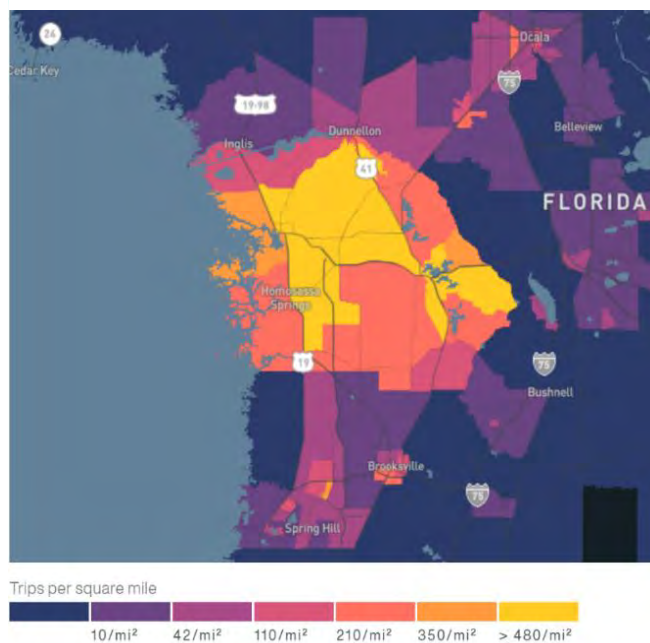 24
Cedar Key
Ocala
75
19-98
Dunnellon
Belleview
Inglis
41
FLORIDA
Homosassa
Springs
19
75
Bushnell
Brooksville
75
Spring Hill
Trips per square mile
10/mi² 42/mi² 110/mi² 210/mi² 350/mi² > 480/mi²